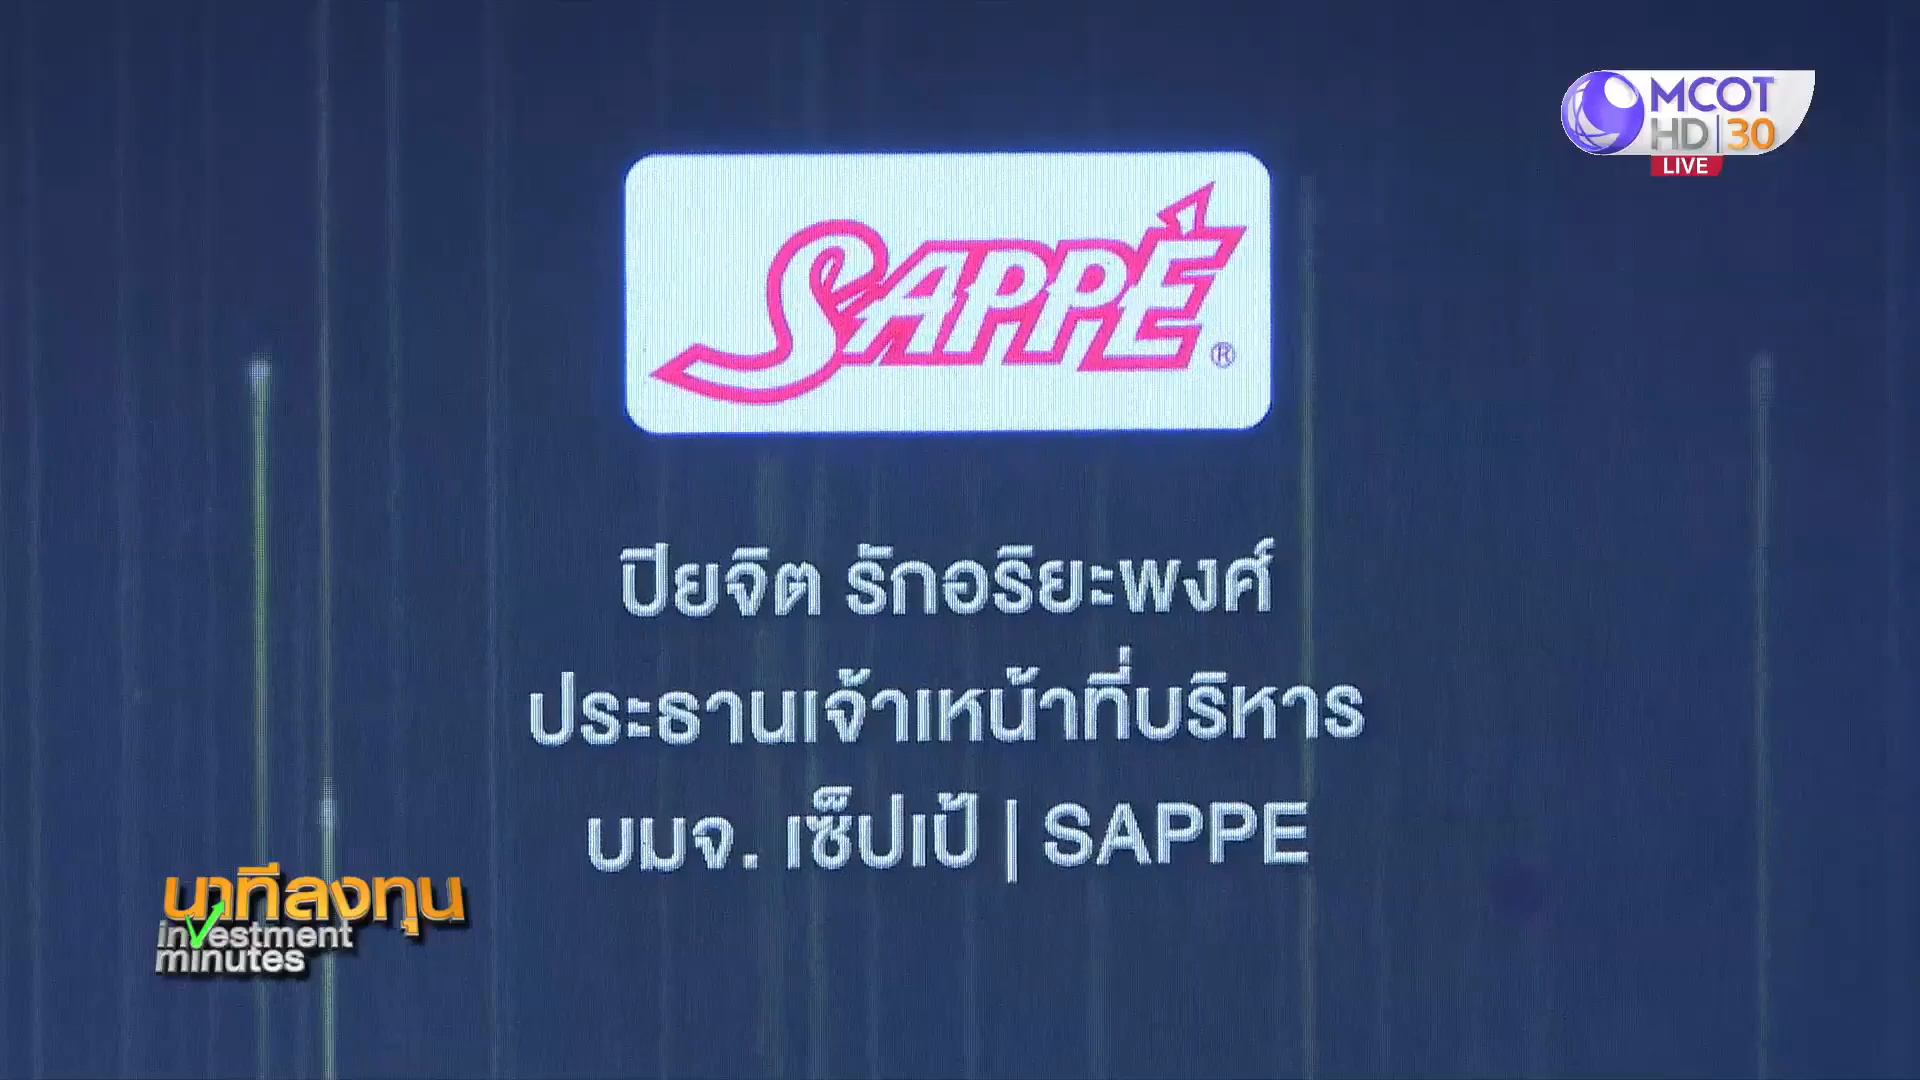 MCOT
HD 30
LIVE
SAPPÉ ®
ปิยจิต รักอริยะพงศ์
ประธานเจ้าหน้าที่บริหาร
บมจ. เซ็ปเป้ | SAPPE
นาทีลงทุน
investment
minutes